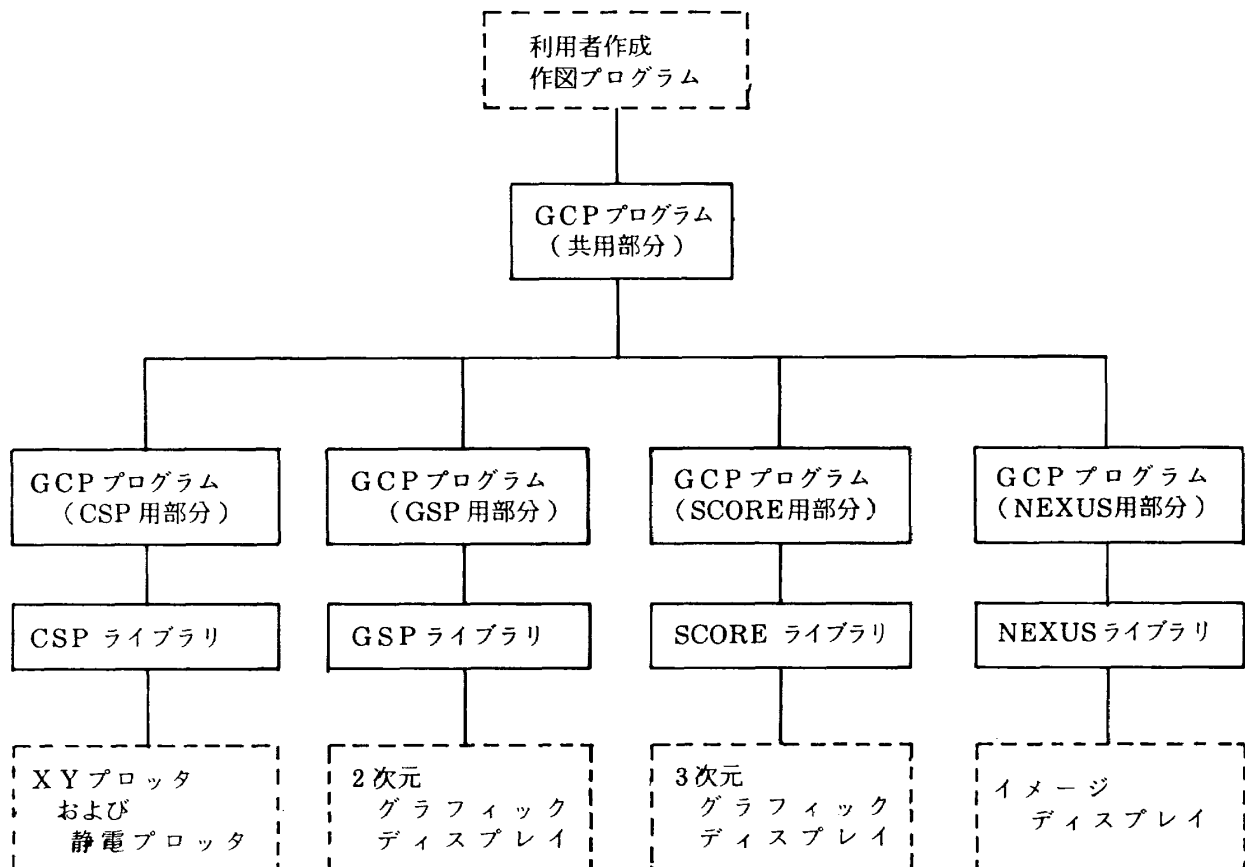 利用者作成
作図プログラム
GCPプログラム
(共用部分)
GCPプログラム
(CSP用部分)
GCPプログラム
(GSP用部分)
GCPプログラム
(SCORE用部分)
GCPプログラム
(NEXUS用部分)
CSPライブラリ
GSPライブラリ
SCOREライブラリ
NEXUSライブラリ
XYプロッタ
および
静電プロッタ
2次元
グラフィック
ディスプレイ
3次元
グラフィック
ディスプレイ
イメージ
ディスプレイ